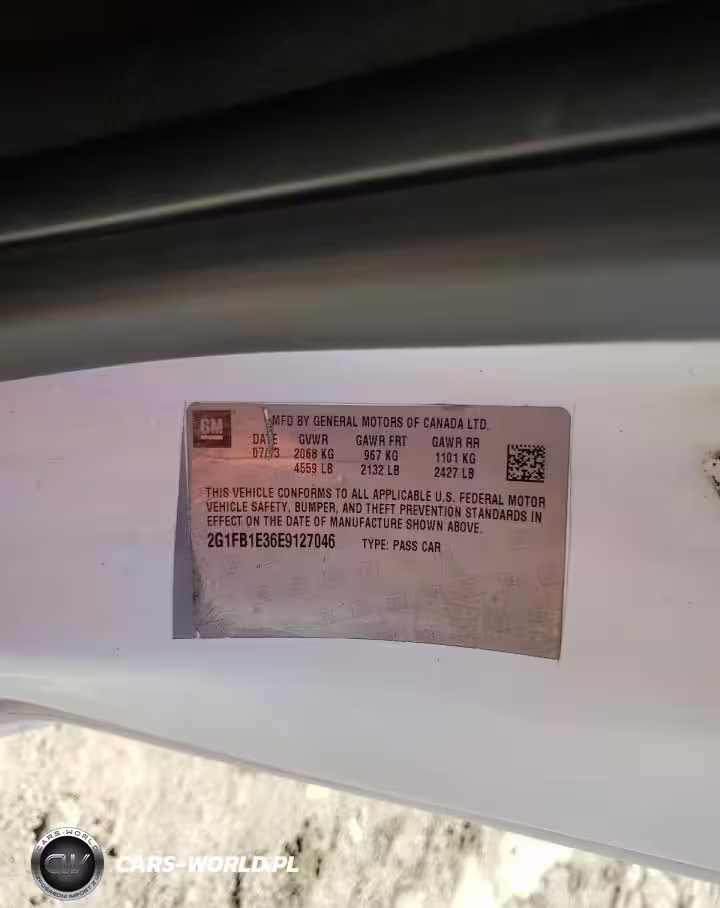 GM
MFD BY GENERAL MOTORS OF CANADA LTD.
DATE GVWR GAWR FRT GAWR RR
2068 KG 967 KG 1101 KG
4559 LB 2132 LB 2427 LB
THIS VEHICLE CONFORMS TO ALL APPLICABLE U.S. FEDERAL MOTOR
VEHICLE SAFETY, BUMPER, AND THEFT PREVENTION STANDARDS IN
EFFECT ON THE DATE OF MANUFACTURE SHOWN ABOVE.
2G1FB1E36E9127046 TYPE: PASS CAR
CARS-WORLD
CW
CARS-WORLD.PL